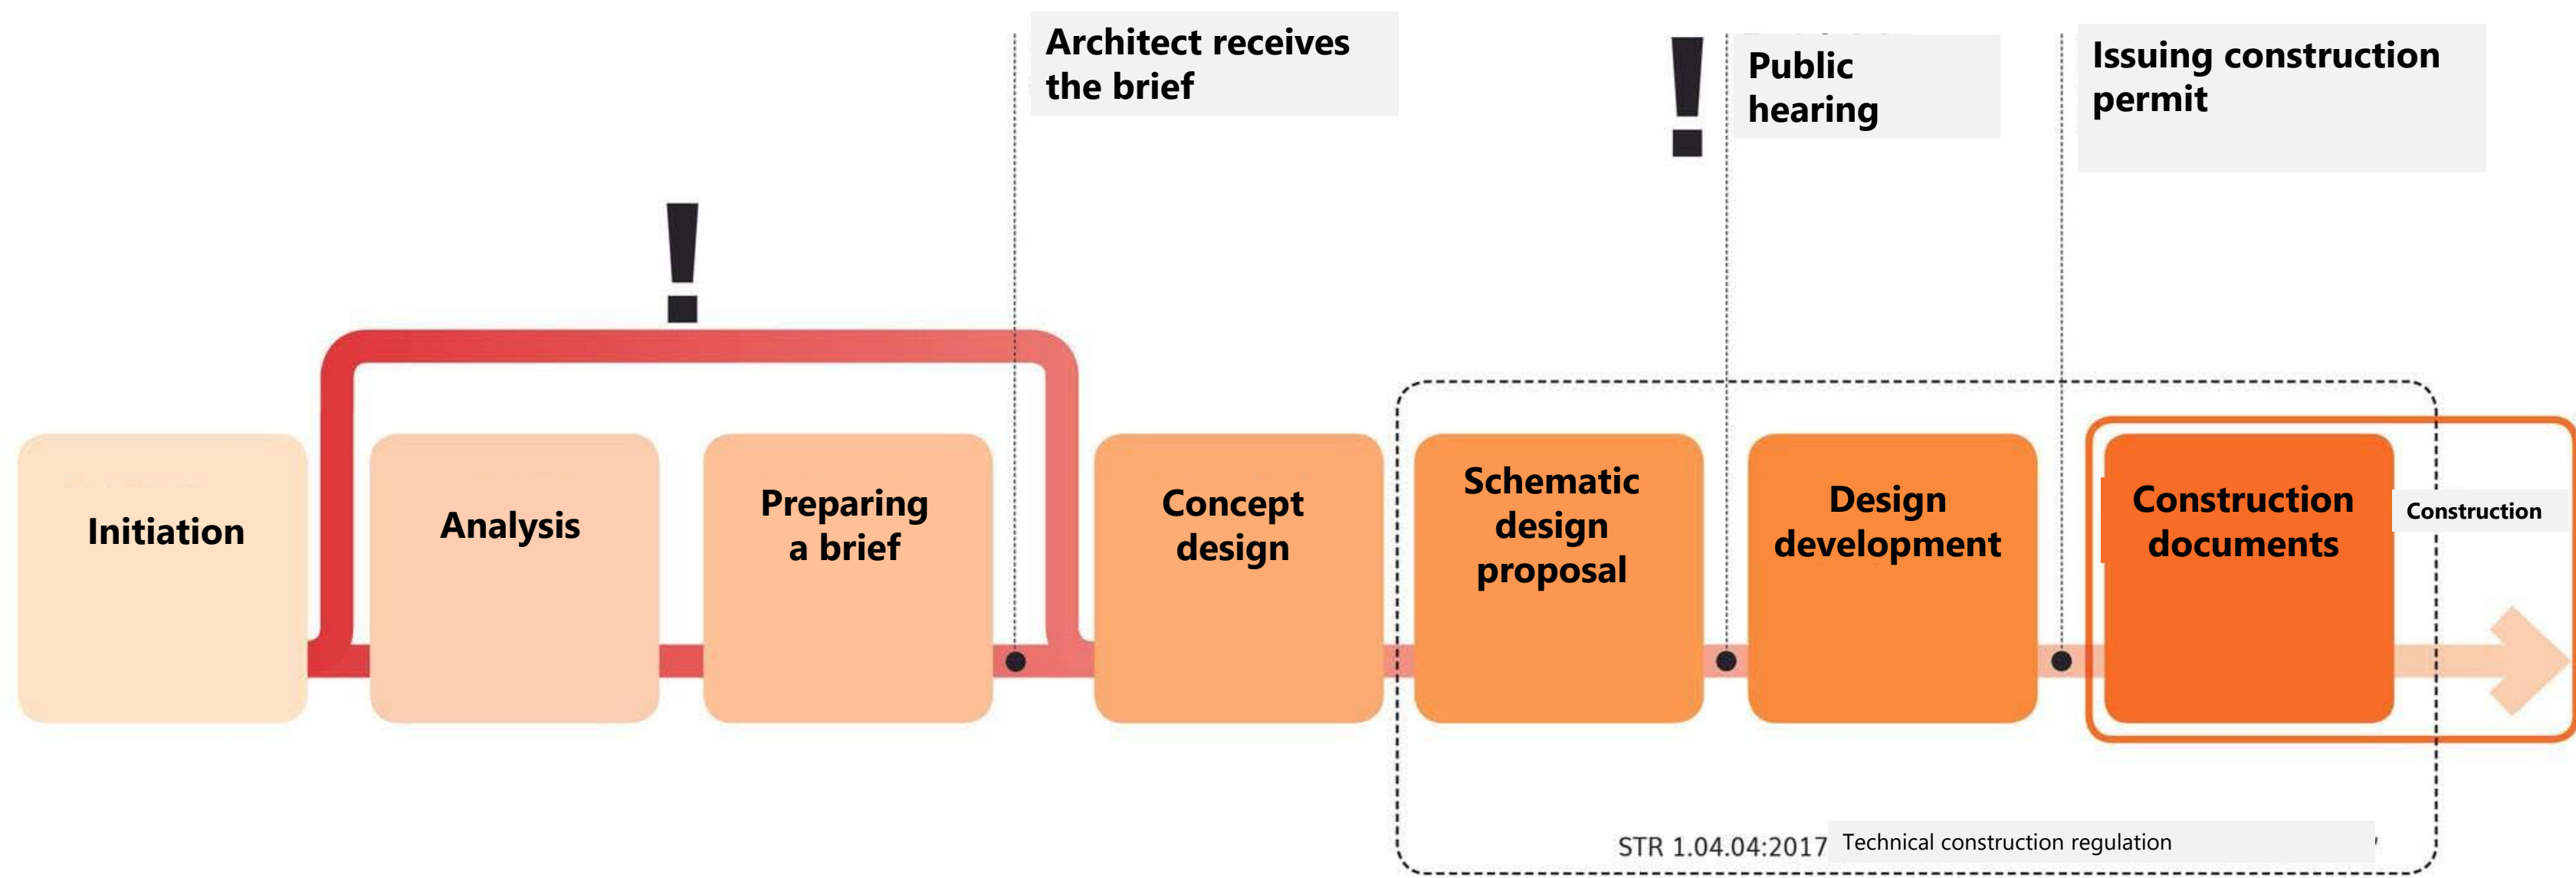 Architect receives
the brief
!
Public
hearing
Issuing construction
permit
!
Initiation
Analysis
Preparing
a brief
Concept
design
Schematic
design
proposal
Design
development
Construction
documents
Construction
STR 1.04.04:2017
Technical construction regulation